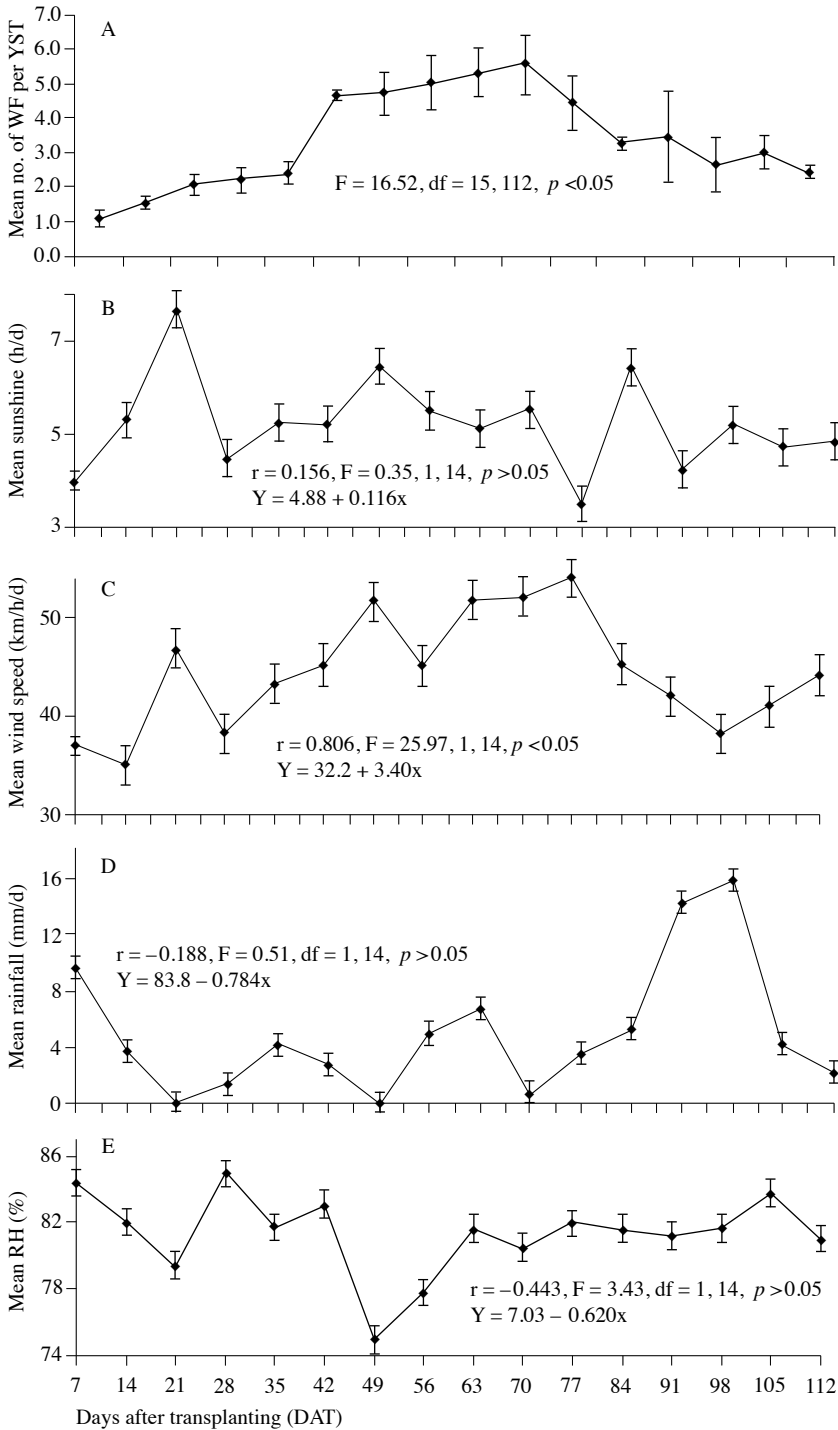 A
Mean no. of WF per YST
7.0
6.0
5.0
4.0
3.0
2.0
1.0
0.0
F = 16.52, df = 15, 112, p <0.05
B
Mean sunshine (h/d)
7
5
3
r = 0.156, F = 0.35, 1, 14, p >0.05
Y = 4.88 + 0.116x
C
Mean wind speed (km/h/d)
50
40
30
r = 0.806, F = 25.97, 1, 14, p <0.05
Y = 32.2 + 3.40x
D
Mean rainfall (mm/d)
16
12
8
4
0
r = –0.188, F = 0.51, df = 1, 14, p >0.05
Y = 83.8 – 0.784x
E
Mean RH (%)
86
82
78
74
r = –0.443, F = 3.43, df = 1, 14, p >0.05
Y = 7.03 – 0.620x
7 14 21 28 35 42 49 56 63 70 77 84 91 98 105 112
Days after transplanting (DAT)